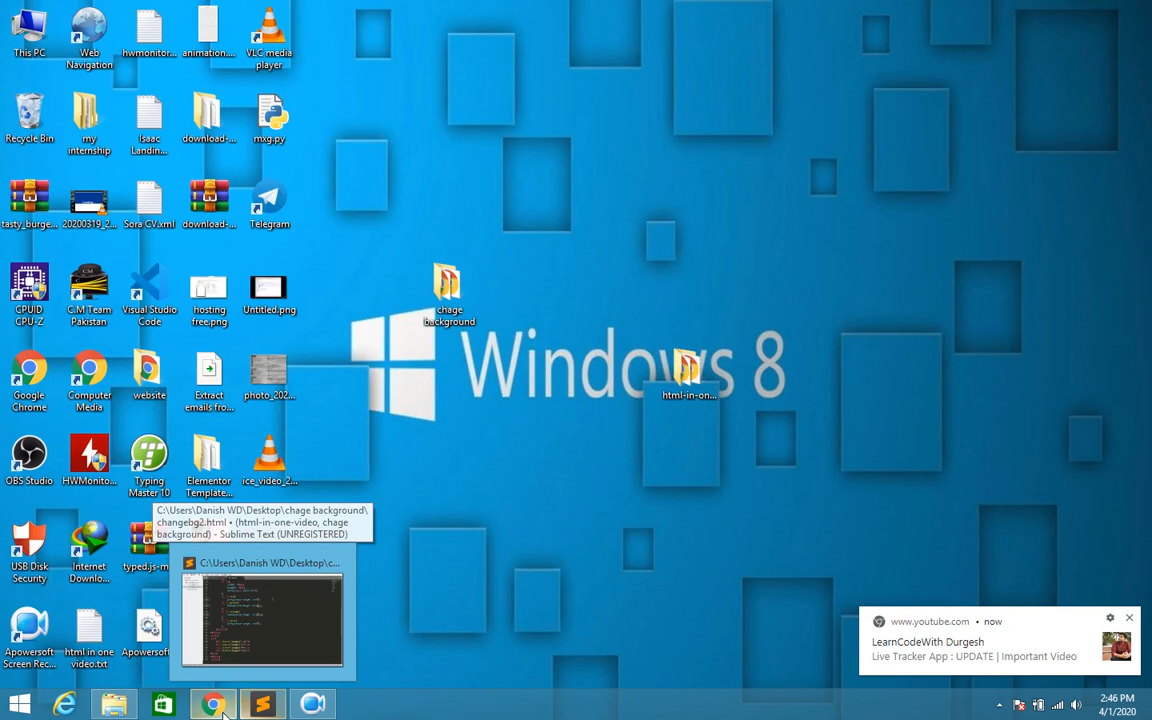 This PC
Web
Navigation
hwmonitor...
animation....
VLC media
player
Recycle Bin
my
internship
Isaac
Landin...
download-...
mxg.py
tasty_burge...
20200319_2...
Sora CV.xml
download-...
Telegram
CPUID
CPU-Z
C.M Team
Pakistan
Visual Studio
Code
hosting
free.png
Untitled.png
chage
background
Windows 8
Google
Chrome
Computer
Media
website
Extract
emails fro...
photo_202...
html-in-on...
OBS Studio
HWMonito...
Typing
Master 10
Elementor
Template...
ice_video_2...
C:\Users\Danish WD\Desktop\chage background\
changebg2.html • (html-in-one-video, chage
background) - Sublime Text (UNREGISTERED)
USB Disk
Security
Internet
Downlo...
typed.js-m
C:\Users\Danish WD\Desktop\c...
Apowersoft
Screen Rec...
html in one
video.txt
Apowersof
www.youtube.com • now
LearnCodeWith Durgesh
Live Tracker App : UPDATE | Important Video
2:46 PM
4/1/2020